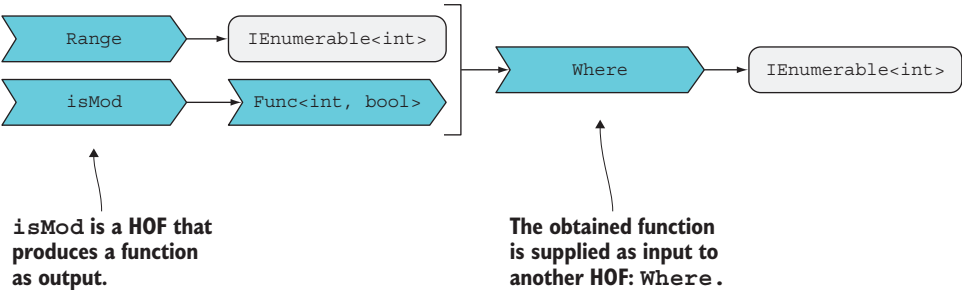 Range
IEnumerable<int>
isMod
Func<int, bool>
Where
IEnumerable<int>
isMod is a HOF that
produces a function
as output.
The obtained function
is supplied as input to
another HOF: Where.